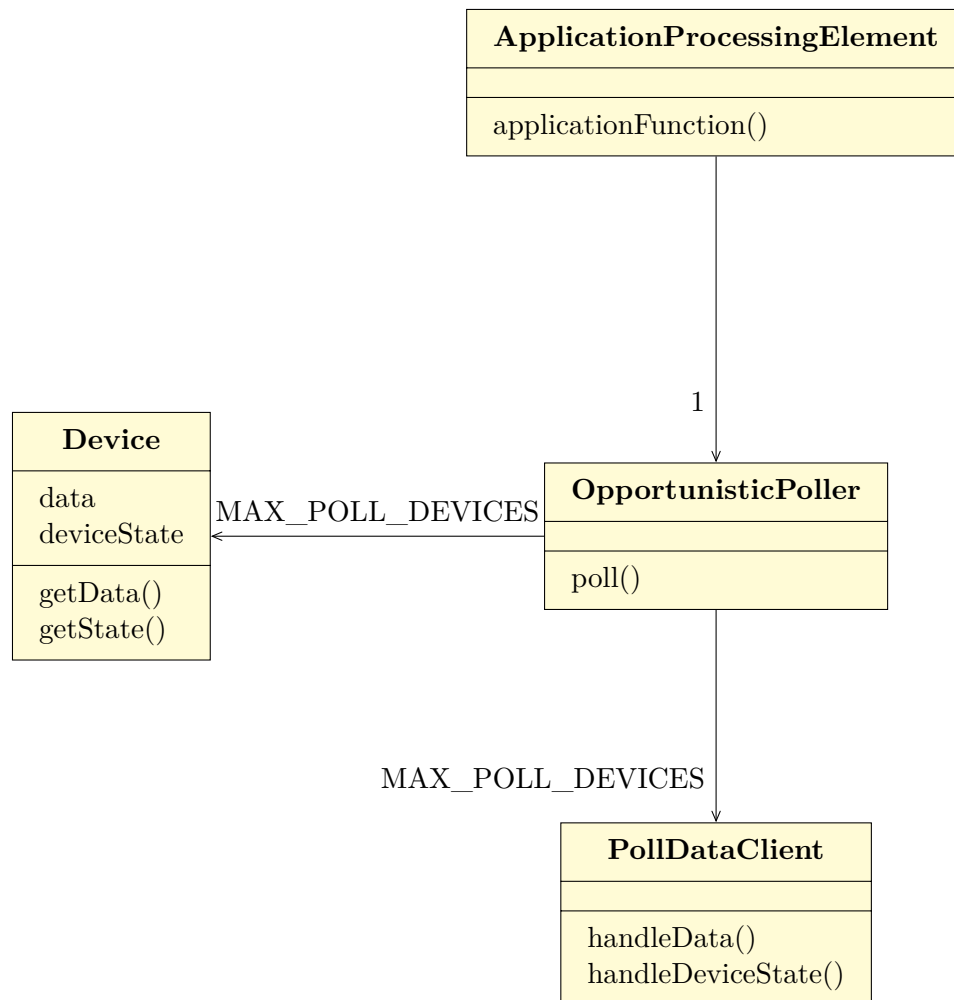 ApplicationProcessingElement
applicationFunction()
1
Device
data
deviceState
getData()
getState()
MAX_POLL_DEVICES
OpportunisticPoller
poll()
MAX_POLL_DEVICES
PollDataClient
handleData()
handleDeviceState()